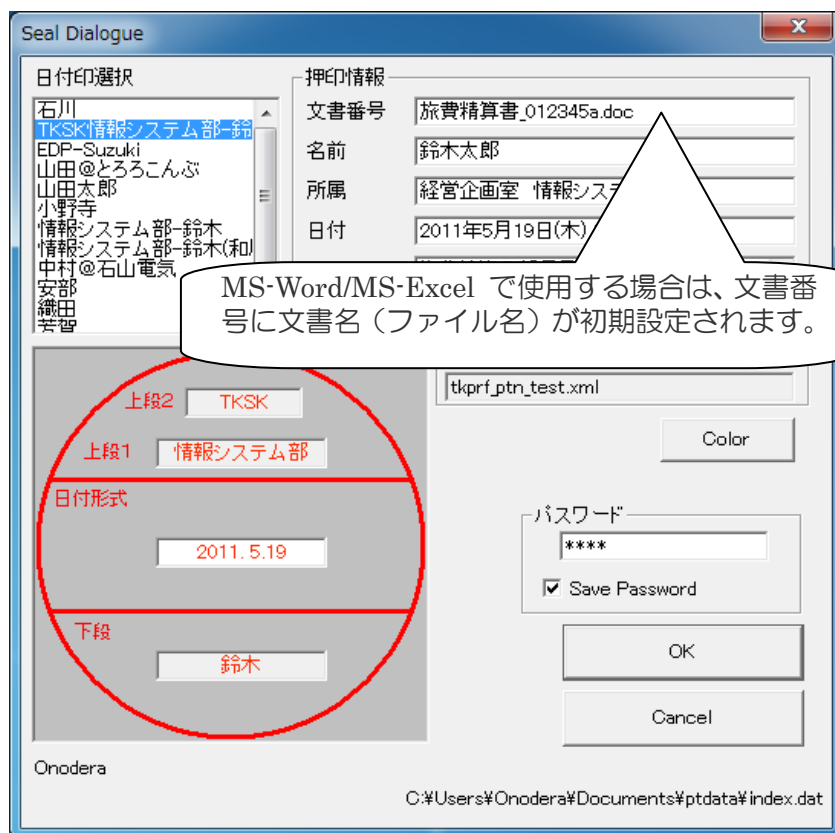 Seal Dialogue
日付印選択
石川
TKSK情報システム部-鈴
EDP-Suzuki
山田@とろろこんぶ
山田太郎
小野寺
情報システム部-鈴木
情報システム部-鈴木(和
中村@石山電気
安部
織田
芳賀
押印情報
文書番号 旅費精算書_012345a.doc
名前 鈴木太郎
所属 経営企画室 情報システ
日付 2011年5月19日(木)
MS-Word/MS-Excel で使用する場合は、文書番
号に文書名（ファイル名）が初期設定されます。
tkprf_ptn_test.xml
Color
上段2 TKSK
上段1 情報システム部
日付形式
2011. 5.19
下段
鈴木
パスワード
****
Save Password
OK
Cancel
Onodera
C:¥Users¥Onodera¥Documents¥ptdata¥index.dat